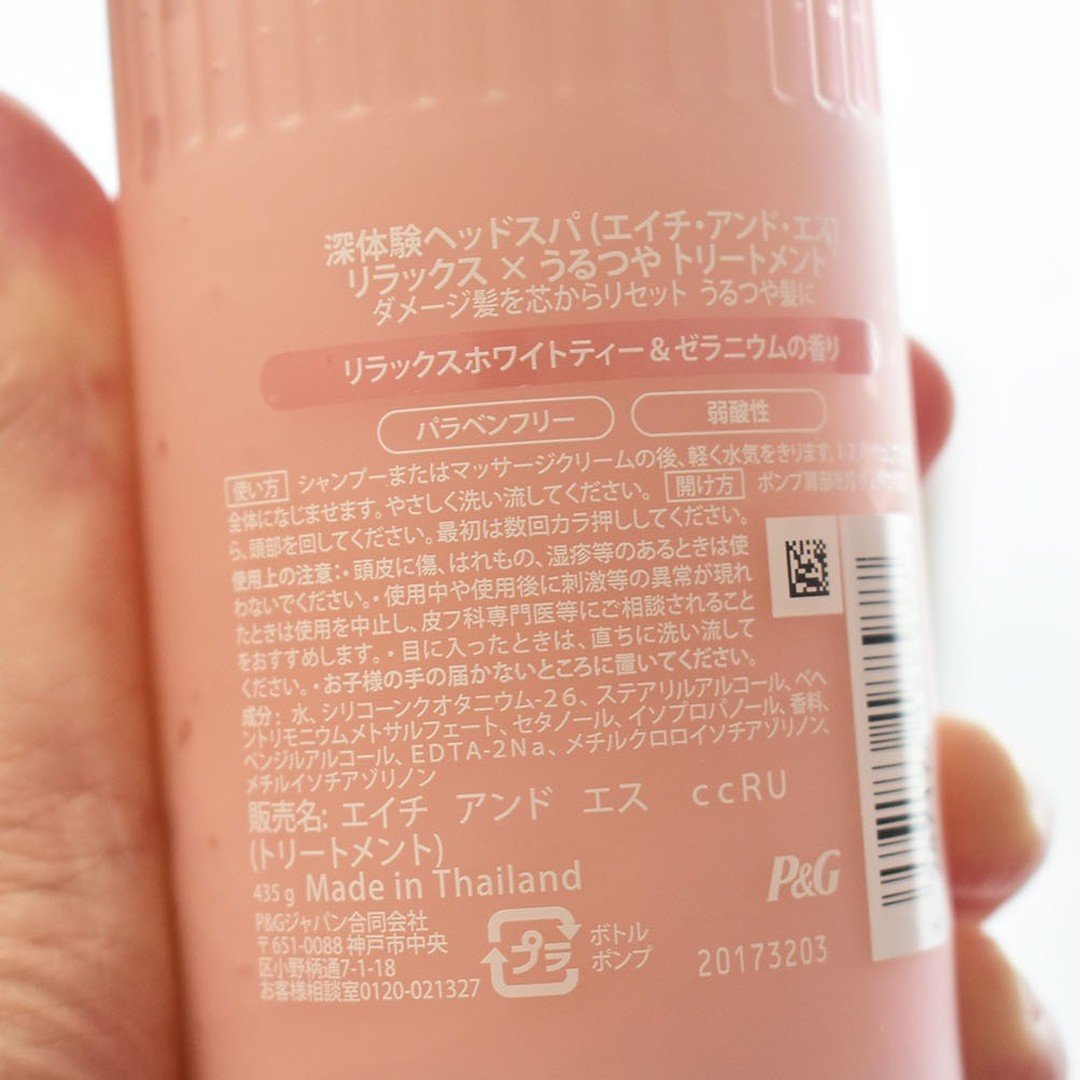 深体験ヘッドスパ (エイチ・アンド・エス)
リラックス × うるつや トリートメント
ダメージ髪を芯からリセット うるつや髪に
リラックスホワイトティー & ゼラニウムの香り
パラベンフリー 弱酸性
使い方 シャンプーまたはマッサージクリームの後、軽く水気をきります。
全体になじませます。やさしく洗い流してください。 開け方 ポンプ肩部を
ら、頭部を回してください。最初は数回カラ押ししてください。
使用上の注意:・頭皮に傷、はれもの、湿疹等のあるときは使
わないでください。・使用中や使用後に刺激等の異常が現れ
たときは使用を中止し、皮フ科専門医等にご相談されること
をおすすめします。・目に入ったときは、直ちに洗い流して
ください。・お子様の手の届かないところに置いてください。
成分: 水、シリコーンクオタニウム-26、ステアリルアルコール、ベヘ
ントリモニウムメトサルフェート、セタノール、イソプロパノール、香料、
ベンジルアルコール、EDTA-2Na、メチルクロロイソチアゾリノン、
メチルイソチアゾリノン
販売名: エイチ アンド エス ccRU
(トリートメント)
435g Made in Thailand
P&G
P&Gジャパン合同会社
〒651-0088 神戸市中央
区小野柄通7-1-18
お客様相談室0120-021327
プラ
ボトル
ポンプ
20173203